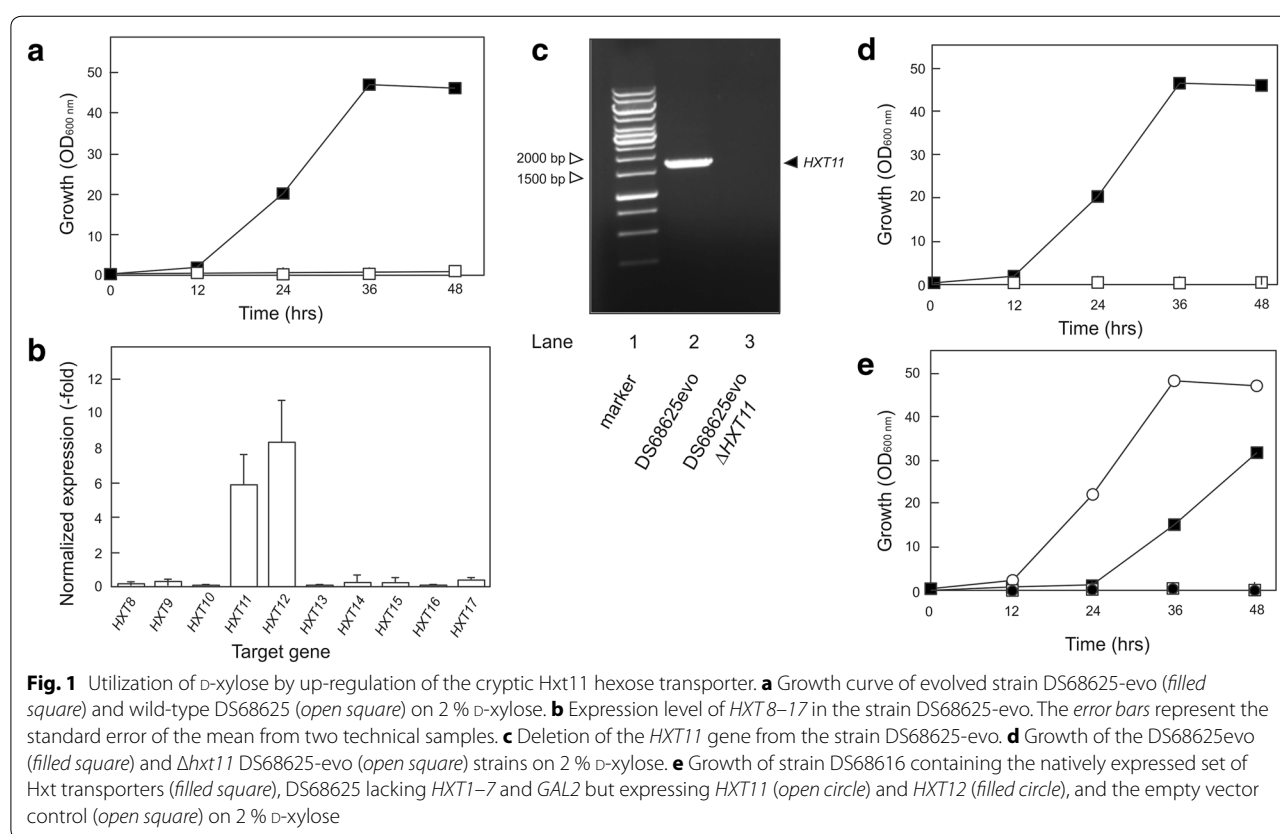 a
50
40
30
20
10
0
Growth (OD600 nm)
0 12 24 36 48
Time (hrs)
b
12
10
8
6
4
2
0
Normalized expression (-fold)
HXT8 HXT9 HXT10 HXT11 HXT12 HXT13 HXT14 HXT15 HXT16 HXT17
Target gene
c
2000 bp
1500 bp
HXT11
Lane 1 2 3
marker
DS68625evo
DS68625evo
ΔHXT11
d
50
40
30
20
10
0
Growth (OD600 nm)
0 12 24 36 48
Time (hrs)
e
50
40
30
20
10
0
Growth (OD600 nm)
0 12 24 36 48
Time (hrs)
Fig. 1 Utilization of D-xylose by up-regulation of the cryptic Hxt11 hexose transporter. a Growth curve of evolved strain DS68625-evo (filled
square) and wild-type DS68625 (open square) on 2 % D-xylose. b Expression level of HXT 8–17 in the strain DS68625-evo. The error bars represent the
standard error of the mean from two technical samples. c Deletion of the HXT11 gene from the strain DS68625-evo. d Growth of the DS68625evo
(filled square) and Δhxt11 DS68625-evo (open square) strains on 2 % D-xylose. e Growth of strain DS68616 containing the natively expressed set of
Hxt transporters (filled square), DS68625 lacking HXT1–7 and GAL2 but expressing HXT11 (open circle) and HXT12 (filled circle), and the empty vector
control (open square) on 2 % D-xylose